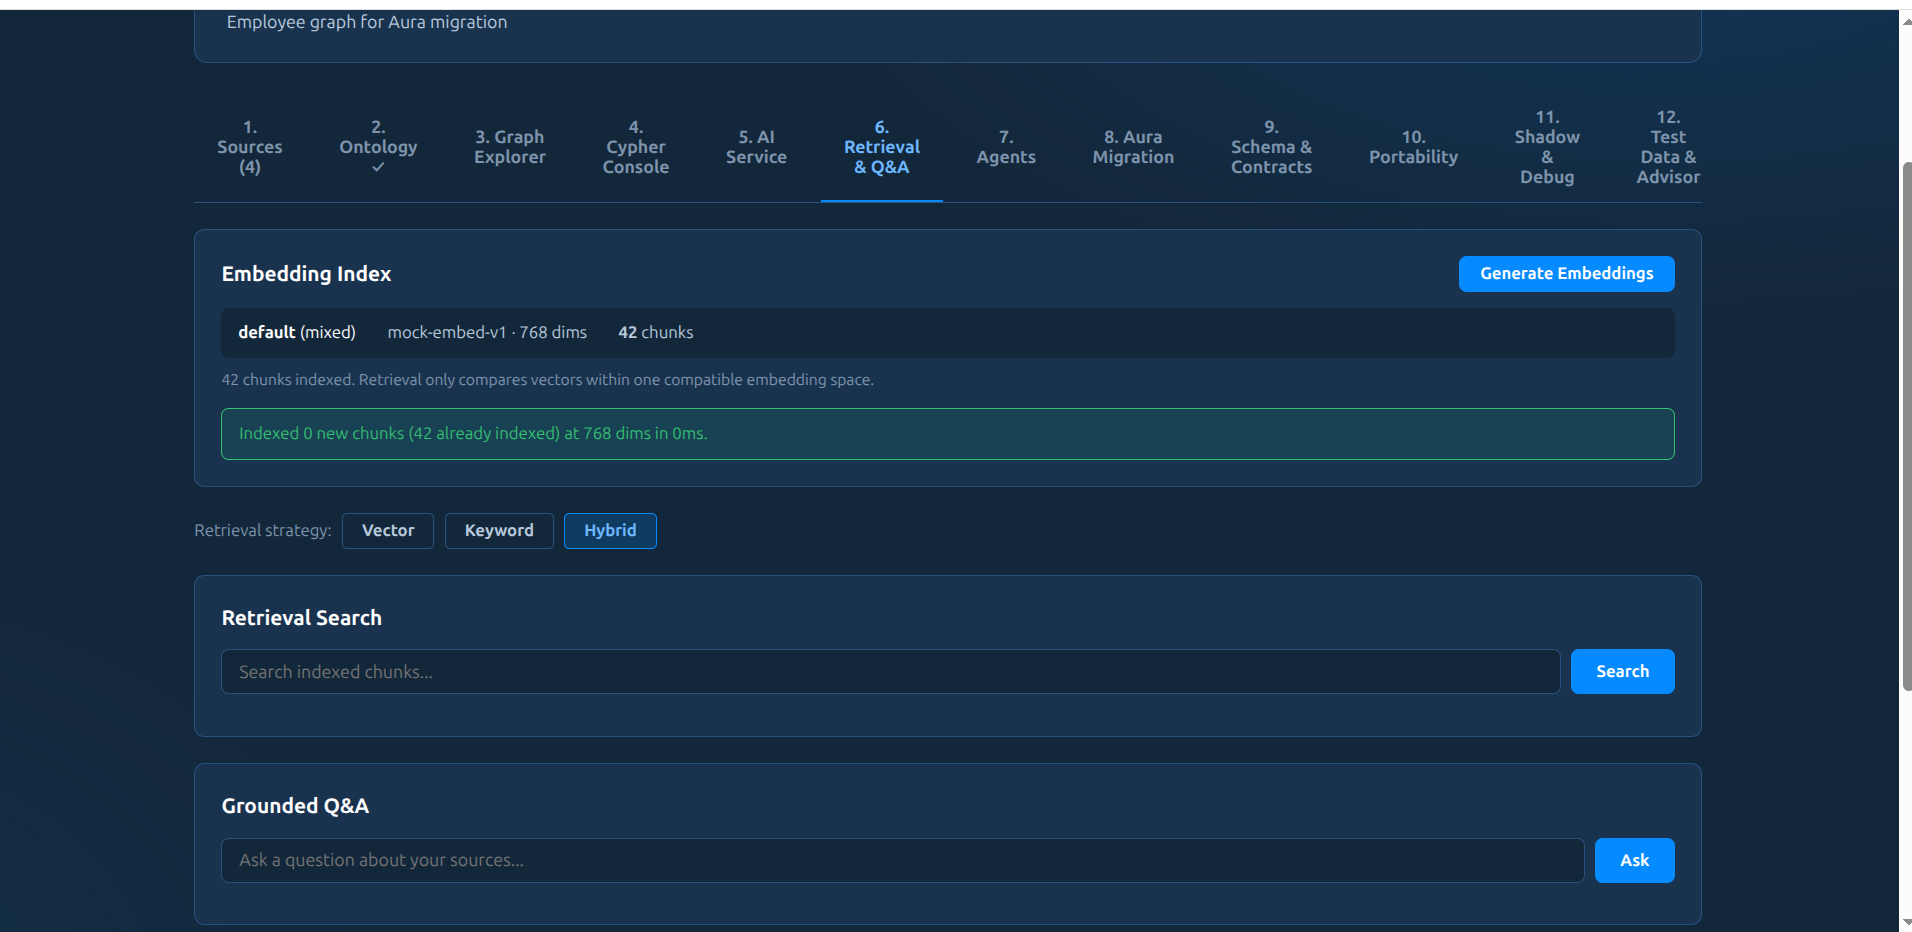 Employee graph for Aura migration
1. Sources (4)
2. Ontology ✓
3. Graph Explorer
4. Cypher Console
5. AI Service
6. Retrieval & Q&A
7. Agents
8. Aura Migration
9. Schema & Contracts
10. Portability
11. Shadow & Debug
12. Test Data & Advisor
Embedding Index
Generate Embeddings
default (mixed) mock-embed-v1 · 768 dims 42 chunks
42 chunks indexed. Retrieval only compares vectors within one compatible embedding space.
Indexed 0 new chunks (42 already indexed) at 768 dims in 0ms.
Retrieval strategy: Vector Keyword Hybrid
Retrieval Search
Search indexed chunks... Search
Grounded Q&A
Ask a question about your sources... Ask